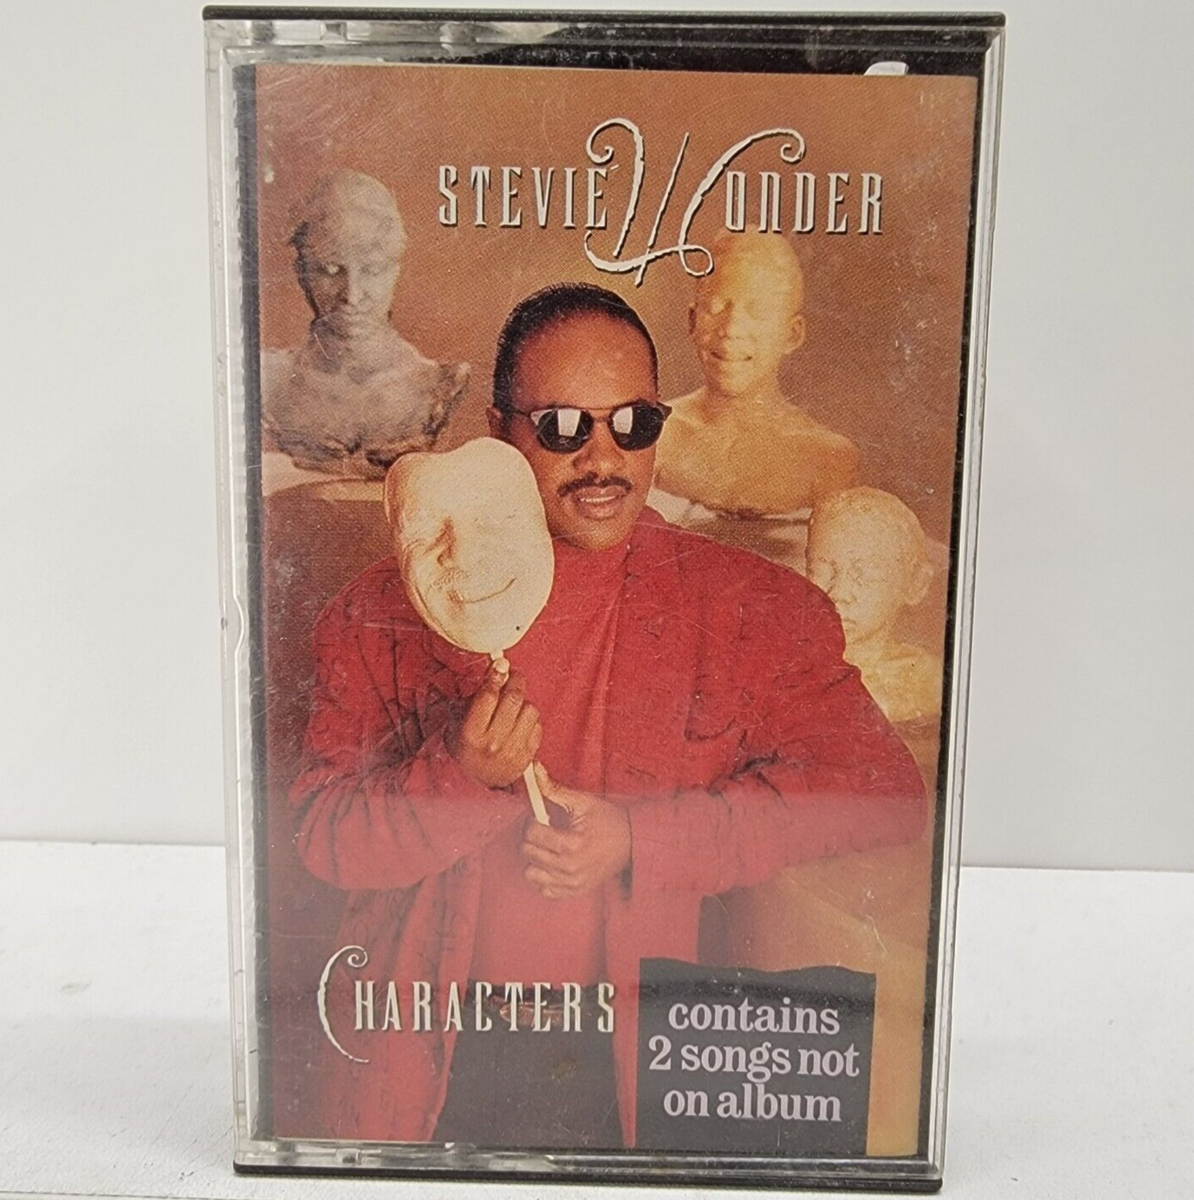 STEVIE WONDER
CHARACTERS
contains
2 songs not
on album